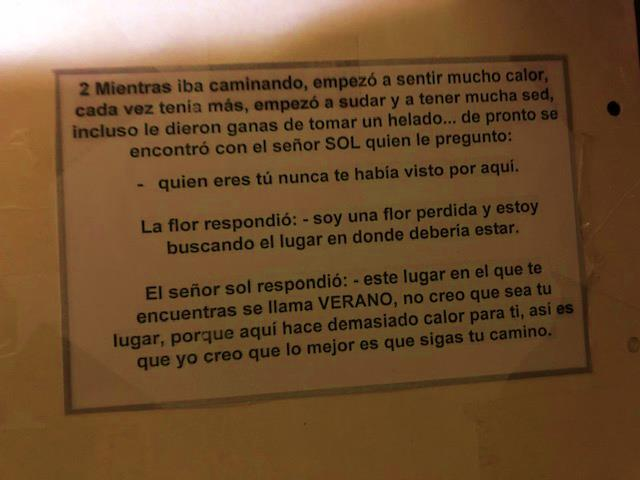 2 Mientras iba caminando, empezó a sentir mucho calor,
cada vez tenia más, empezó a sudar y a tener mucha sed,
incluso le dieron ganas de tomar un helado... de pronto se
encontró con el señor SOL quien le pregunto:
- quien eres tú nunca te había visto por aquí.
La flor respondió: - soy una flor perdida y estoy
buscando el lugar en donde debería estar.
El señor sol respondió: - este lugar en el que te
encuentras se llama VERANO, no creo que sea tu
lugar, porque aquí hace demasiado calor para ti, así es
que yo creo que lo mejor es que sigas tu camino.